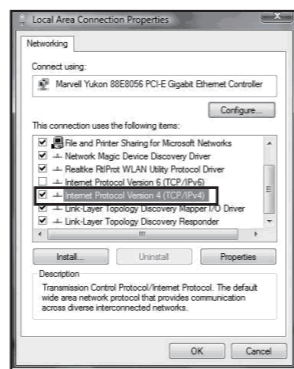 Local Area Connection Properties
Networking
Connect using:
Marvell Yukon 88E8056 PCI-E Gigabit Ethernet Controller
Configure...
This connection uses the following items:
File and Printer Sharing for Microsoft Networks
Network Magic Device Discovery Driver
Realtke RtlProt WLAN Utility Protocol Driver
Internet Protocol Version 6 (TCP/IPv6)
Internet Protocol Version 4 (TCP/IPv4)
Link-Layer Topology Discovery Mapper I/O Driver
Link-Layer Topology Discovery Responder
Install...
Uninstall
Properties
Description
Transmission Control Protocol/Internet Protocol. The default
wide area network protocol that provides communication
across diverse interconnected networks.
OK
Cancel